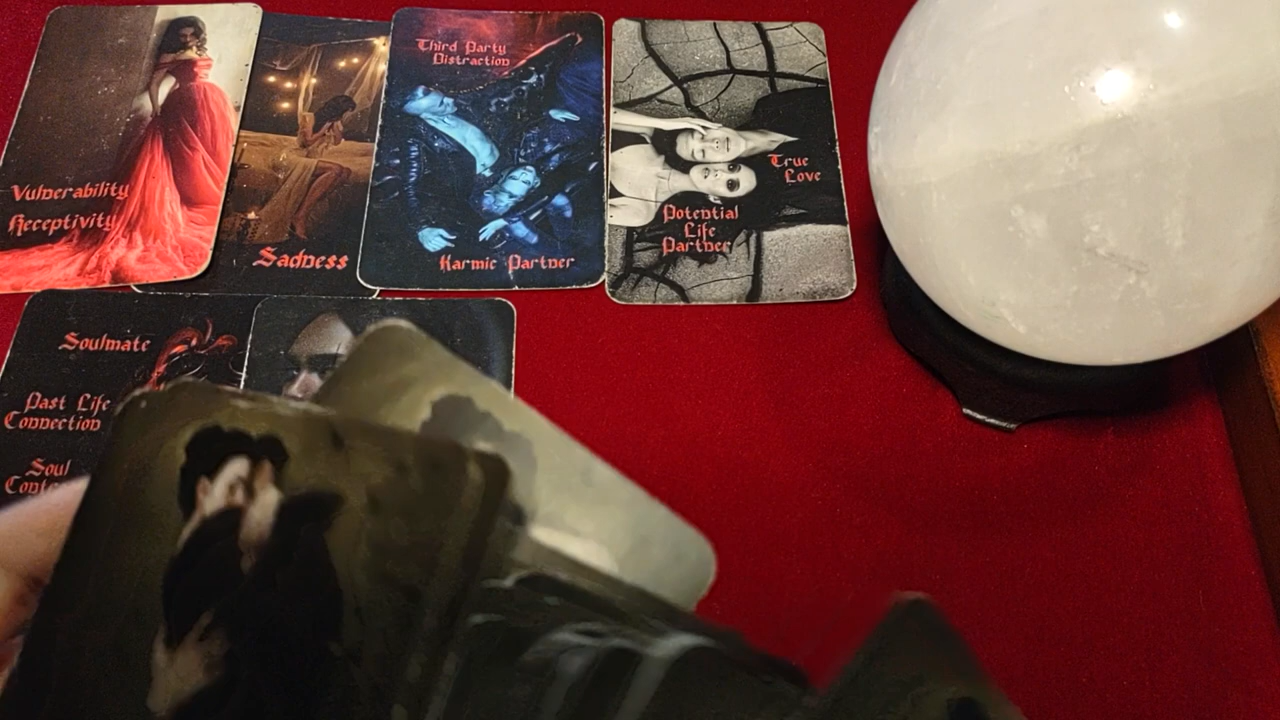 Vulnerability
Receptivity
Sadness
Third Party
Distraction
Karmic Partner
True
Love
Potential
Life
Partner
Soulmate
Past Life
Connection
Soul